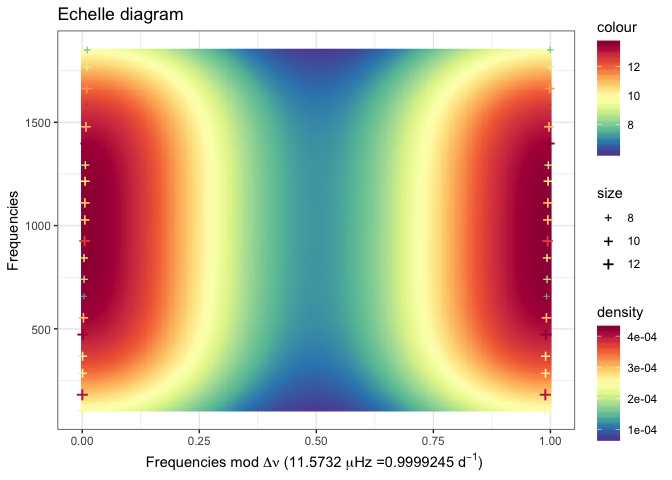 Echelle diagram
Frequencies
1500
1000
500
0.00 0.25 0.50 0.75 1.00
Frequencies mod Δν (11.5732 μHz =0.9999245 d⁻¹)
colour
12
10
8
size
8
10
12
density
4e-04
3e-04
2e-04
1e-04